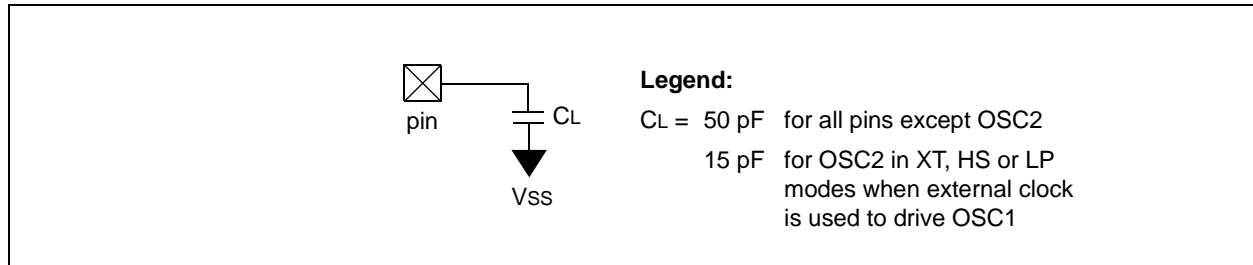 Legend:
pin
CL
VSS
CL = 50 pF for all pins except OSC2
15 pF for OSC2 in XT, HS or LP
modes when external clock
is used to drive OSC1